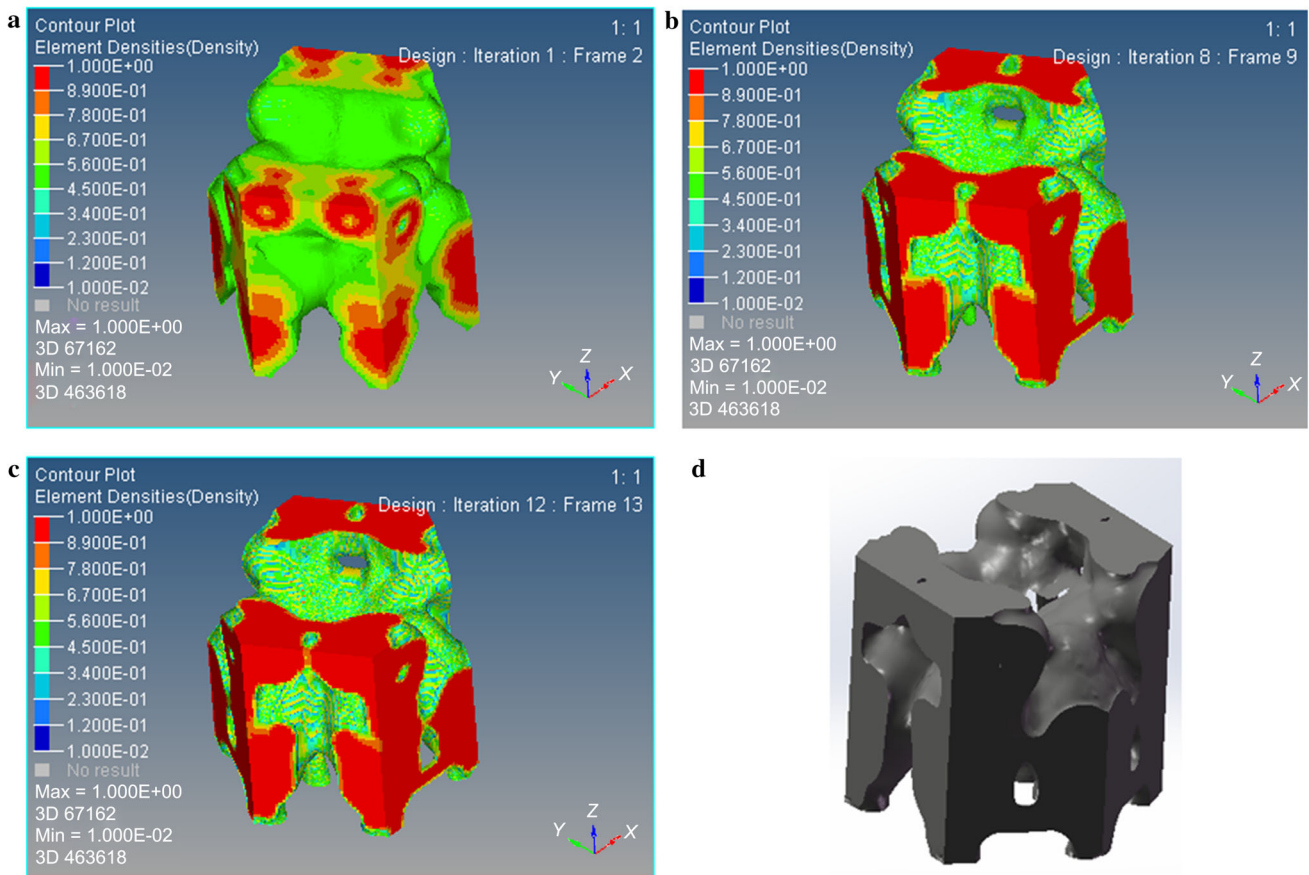 a
Contour Plot
Element Densities(Density)
1: 1
Design : Iteration 1 : Frame 2
1.000E+00
8.900E-01
7.800E-01
6.700E-01
5.600E-01
4.500E-01
3.400E-01
2.300E-01
1.200E-01
1.000E-02
No result
Max = 1.000E+00
3D 67162
Min = 1.000E-02
3D 463618
Z
Y
X
b
Contour Plot
Element Densities(Density)
1: 1
Design : Iteration 8 : Frame 9
1.000E+00
8.900E-01
7.800E-01
6.700E-01
5.600E-01
4.500E-01
3.400E-01
2.300E-01
1.200E-01
1.000E-02
No result
Max = 1.000E+00
3D 67162
Min = 1.000E-02
3D 463618
Z
Y
X
c
Contour Plot
Element Densities(Density)
1: 1
Design : Iteration 12 : Frame 13
1.000E+00
8.900E-01
7.800E-01
6.700E-01
5.600E-01
4.500E-01
3.400E-01
2.300E-01
1.200E-01
1.000E-02
No result
Max = 1.000E+00
3D 67162
Min = 1.000E-02
3D 463618
Z
Y
X
d